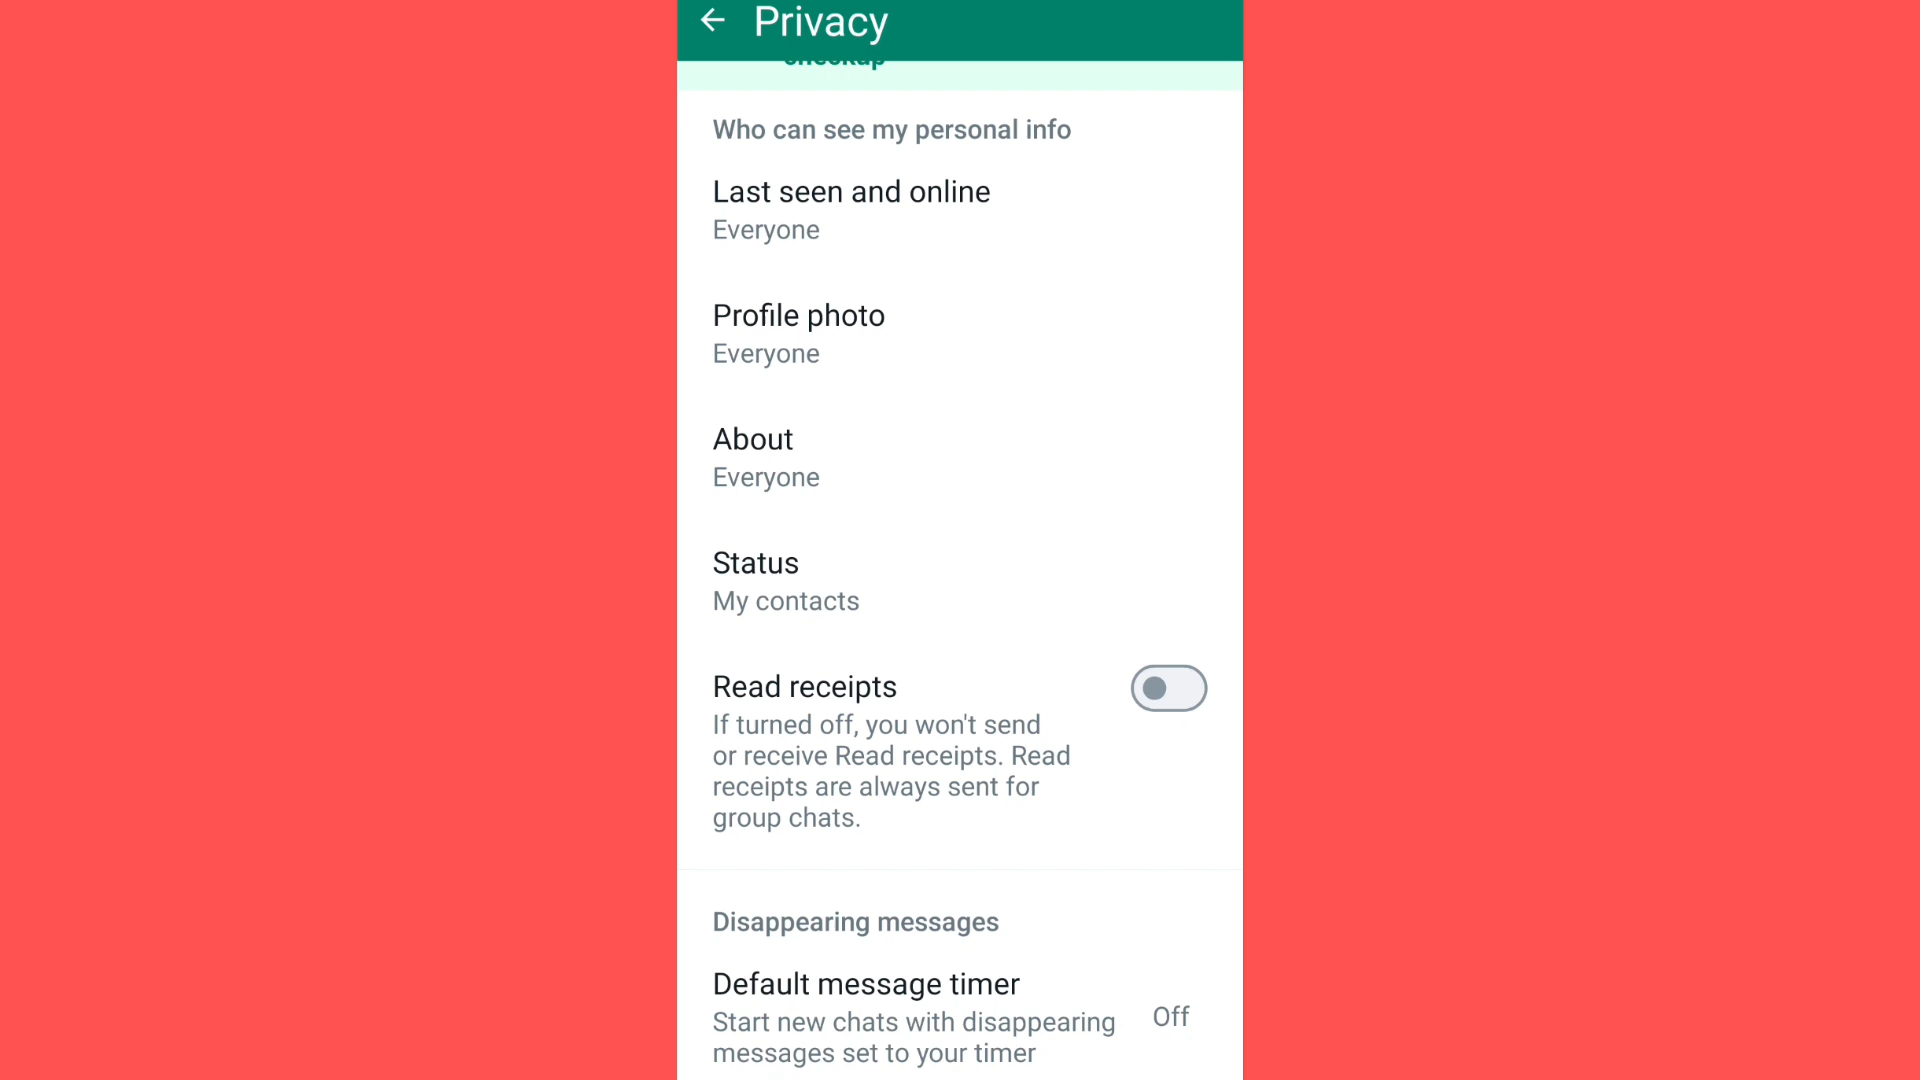 Privacy
checkup
Who can see my personal info
Last seen and online
Everyone
Profile photo
Everyone
About
Everyone
Status
My contacts
Read receipts
If turned off, you won't send
or receive Read receipts. Read
receipts are always sent for
group chats.
Disappearing messages
Default message timer
Start new chats with disappearing
messages set to your timer
Off